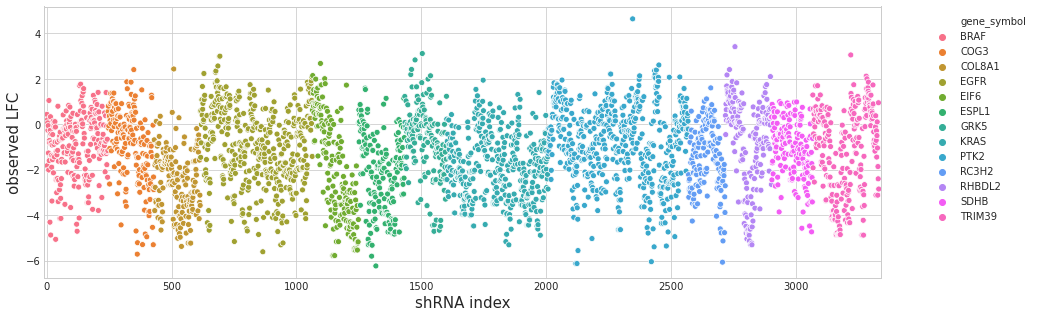 gene_symbol
BRAF
COG3
COL8A1
EGFR
EIF6
ESPL1
GRK5
KRAS
PTK2
RC3H2
RHBDL2
SDHB
TRIM39
observed LFC
4
2
0
−2
−4
−6
0
500
1000
1500
2000
2500
3000
shRNA index